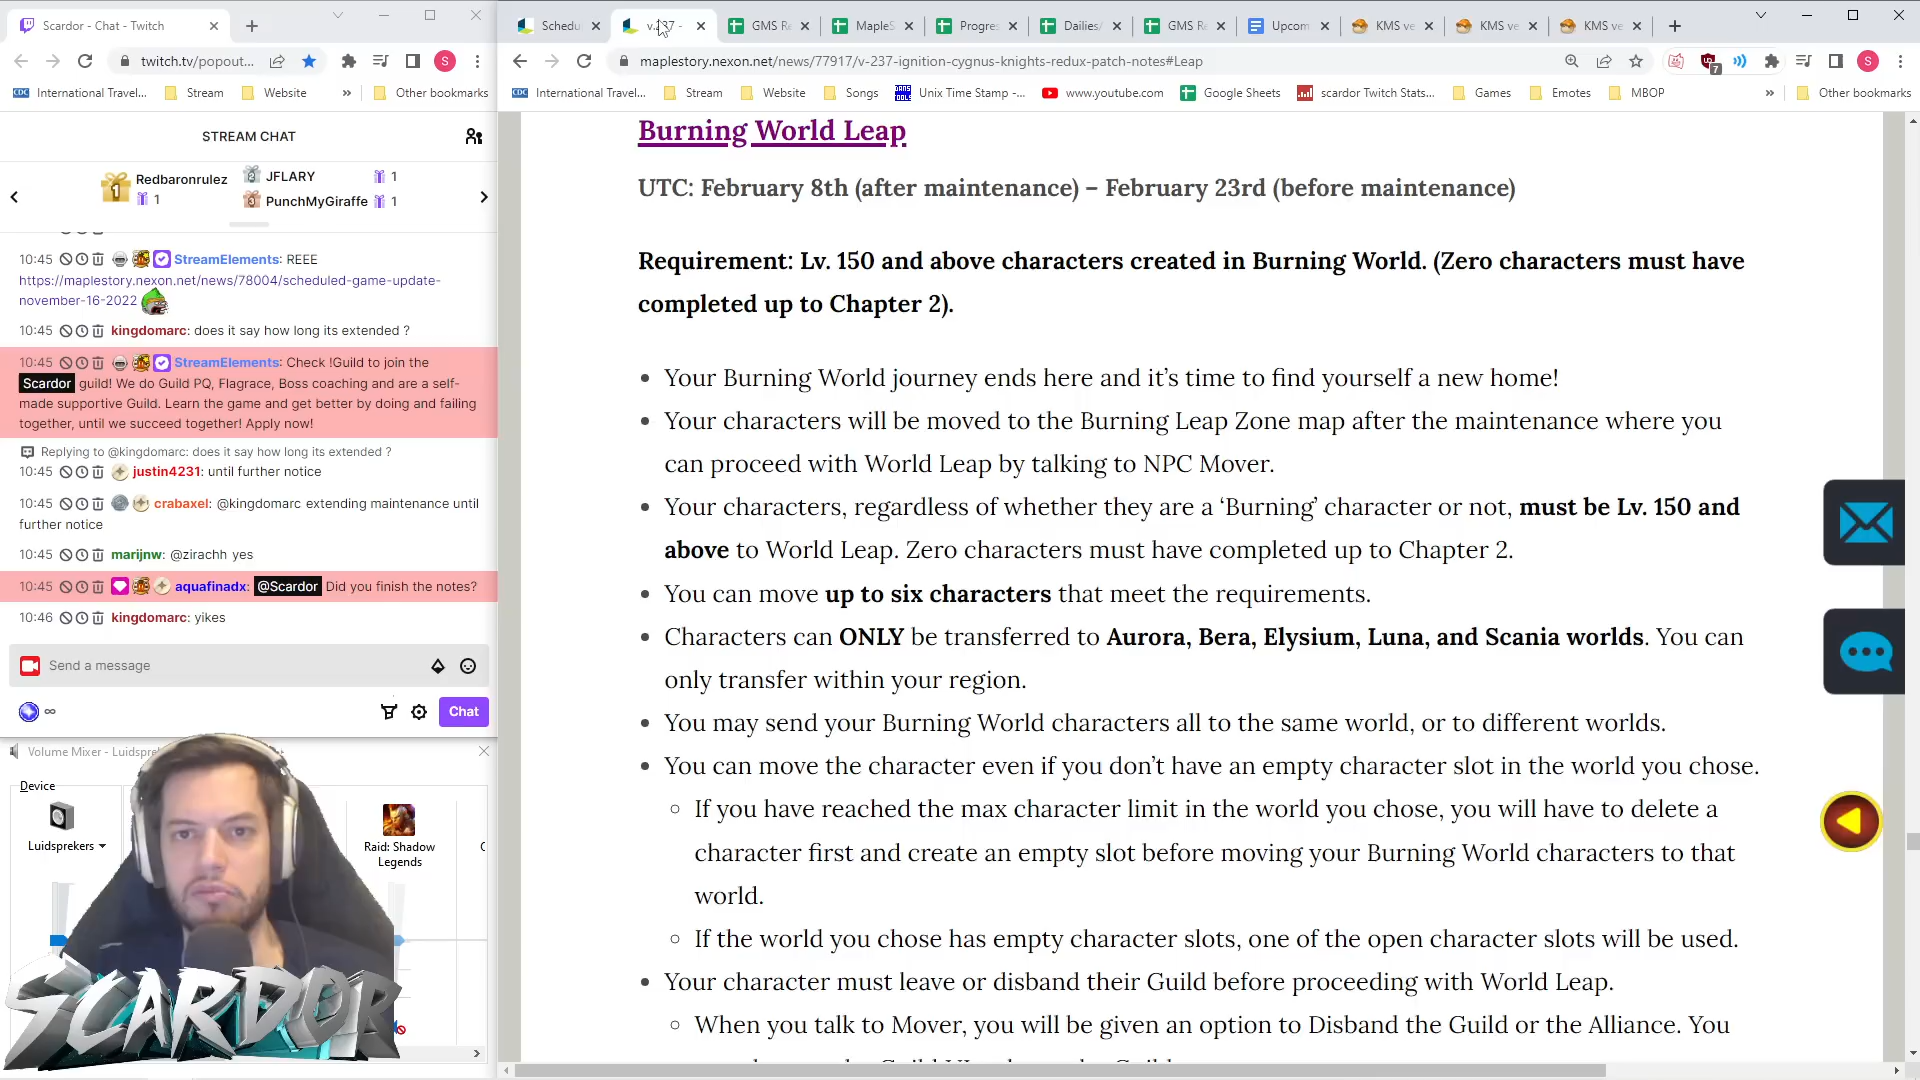 Scardor - Chat - Twitch
twitch.tv/popout...
International Travel...
Stream
Website
»
Other bookmarks
STREAM CHAT
Redbaronrulez
1
JFLARY
1
PunchMyGiraffe
1
10:45 StreamElements: REEE
https://maplestory.nexon.net/news/78004/scheduled-game-update-
november-16-2022
10:45 kingdomarc: does it say how long its extended ?
10:45 StreamElements: Check !Guild to join the
Scardor guild! We do Guild PQ, Flagrace, Boss coaching and are a self-
made supportive Guild. Learn the game and get better by doing and failing
together, until we succeed together! Apply now!
Replying to @kingdomarc: does it say how long its extended ?
10:45 justin4231: until further notice
10:45 crabaxel: @kingdomarc extending maintenance until
further notice
10:45 marijnw: @zirachh yes
10:45 aquafinadx: @Scardor Did you finish the notes?
10:46 kingdomarc: yikes
Send a message
∞
Chat
Volume Mixer - Luidspre
Device
Luidsprekers
Raid: Shadow
Legends
SCARDOR
Schedu
v.237 -
GMS Re
MapleS
Progres
Dailies/
GMS Re
Upcom
KMS ve
KMS ve
KMS ve
maplestory.nexon.net/news/77917/v-237-ignition-cygnus-knights-redux-patch-notes#Leap
7
S
International Travel...
Stream
Website
Songs
Unix Time Stamp -...
www.youtube.com
Google Sheets
scardor Twitch Stats...
Games
Emotes
MBOP
»
Other bookmarks
Burning World Leap
UTC: February 8th (after maintenance) – February 23rd (before maintenance)
Requirement: Lv. 150 and above characters created in Burning World. (Zero characters must have
completed up to Chapter 2).
• Your Burning World journey ends here and it’s time to find yourself a new home!
• Your characters will be moved to the Burning Leap Zone map after the maintenance where you
can proceed with World Leap by talking to NPC Mover.
• Your characters, regardless of whether they are a ‘Burning’ character or not, must be Lv. 150 and
above to World Leap. Zero characters must have completed up to Chapter 2.
• You can move up to six characters that meet the requirements.
• Characters can ONLY be transferred to Aurora, Bera, Elysium, Luna, and Scania worlds. You can
only transfer within your region.
• You may send your Burning World characters all to the same world, or to different worlds.
• You can move the character even if you don’t have an empty character slot in the world you chose.
○ If you have reached the max character limit in the world you chose, you will have to delete a
character first and create an empty slot before moving your Burning World characters to that
world.
○ If the world you chose has empty character slots, one of the open character slots will be used.
• Your character must leave or disband their Guild before proceeding with World Leap.
○ When you talk to Mover, you will be given an option to Disband the Guild or the Alliance. You